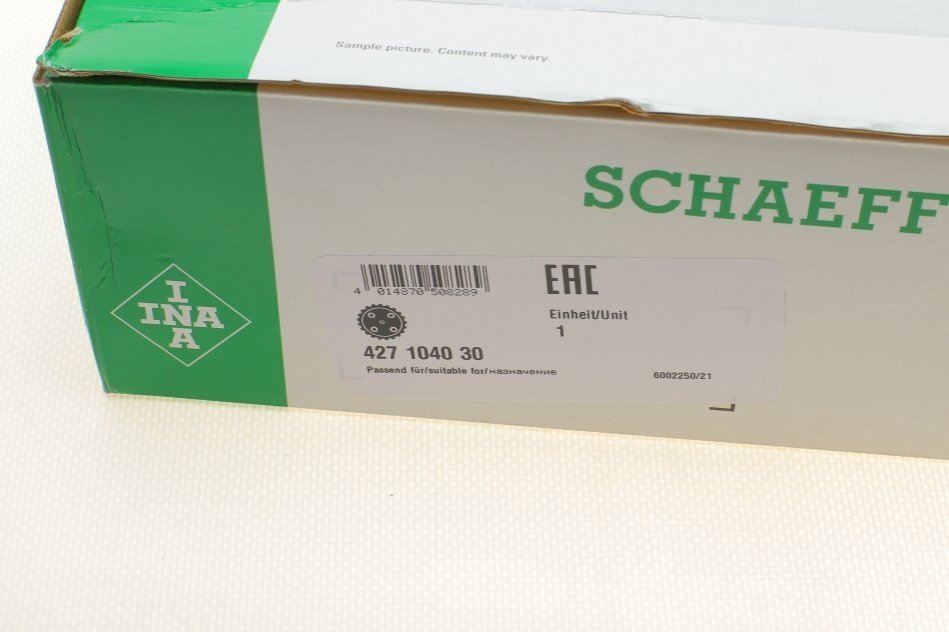 Sample picture. Content may vary.
SCHAEFF
I
INA
A
4 014870 508289
EAC
Einheit/Unit
1
427 1040 30
Passend für/suitable for/назначение
6002250/21